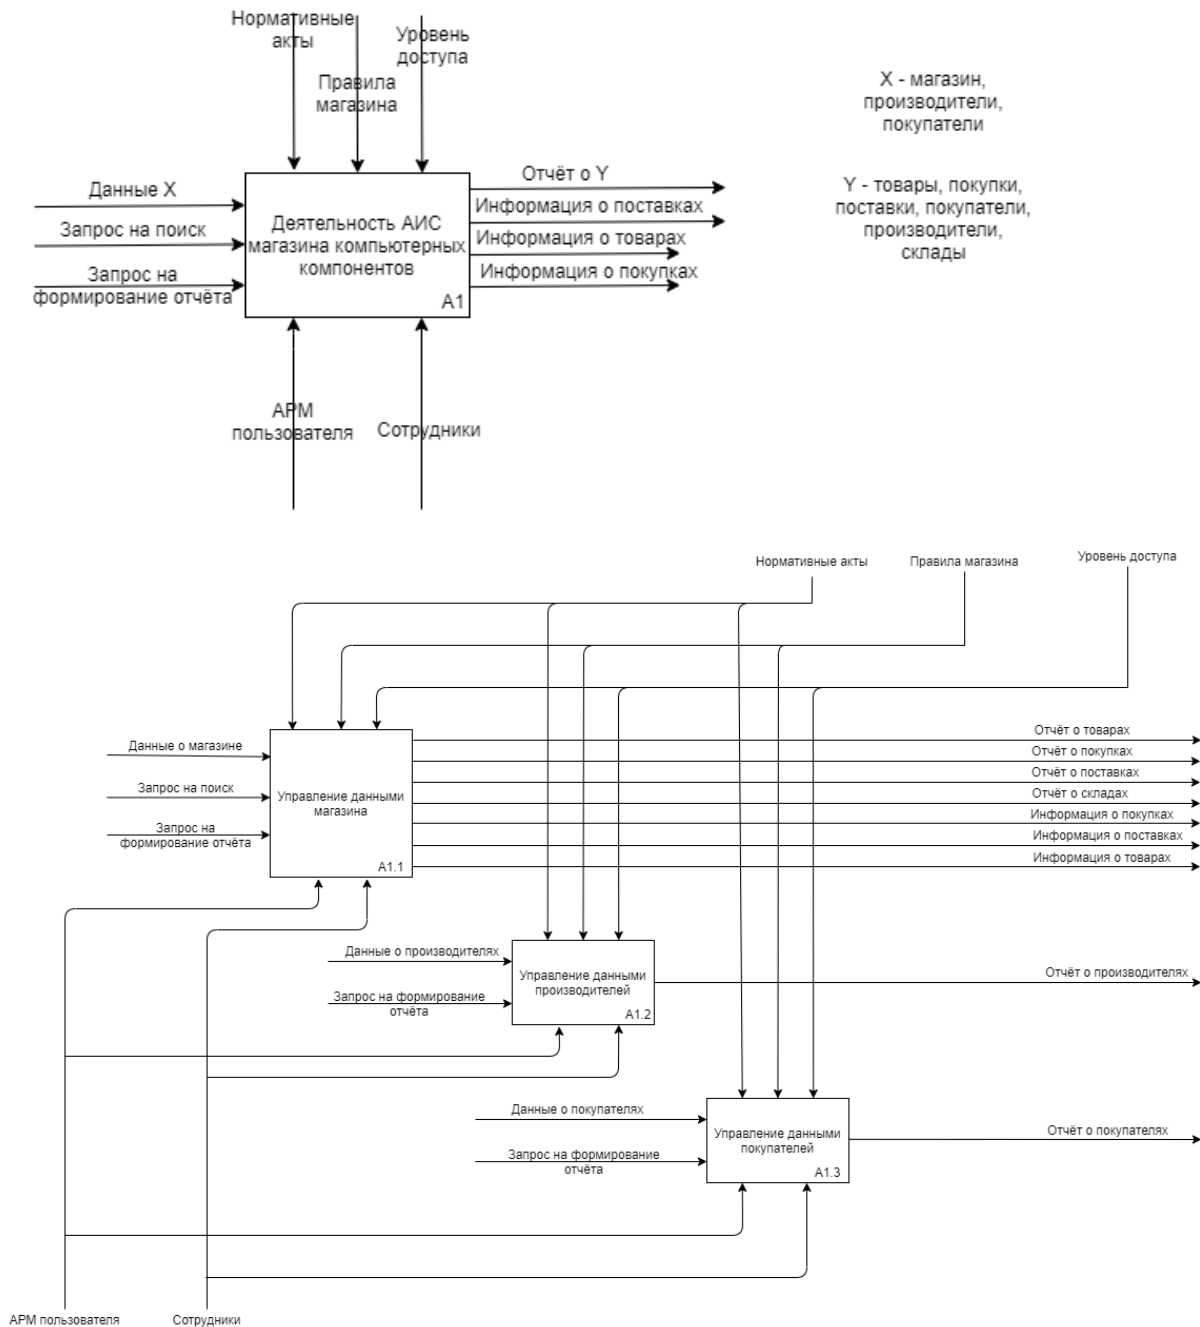 Нормативные
акты
Уровень
доступа
Правила
магазина
X - магазин,
производители,
покупатели
Данные X
Запрос на поиск
Запрос на
формирование отчёта
Деятельность АИС
магазина компьютерных
компонентов
A1
Отчёт о Y
Информация о поставках
Информация о товарах
Информация о покупках
Y - товары, покупки,
поставки, покупатели,
производители,
склады
АРМ
пользователя
Сотрудники
Нормативные акты
Правила магазина
Уровень доступа
Данные о магазине
Запрос на поиск
Запрос на
формирование отчёта
Управление данными
магазина
A1.1
Отчёт о товарах
Отчёт о покупках
Отчёт о поставках
Отчёт о складах
Информация о покупках
Информация о поставках
Информация о товарах
Данные о производителях
Запрос на формирование
отчёта
Управление данными
производителей
A1.2
Отчёт о производителях
Данные о покупателях
Запрос на формирование
отчёта
Управление данными
покупателей
A1.3
Отчёт о покупателях
АРМ пользователя
Сотрудники